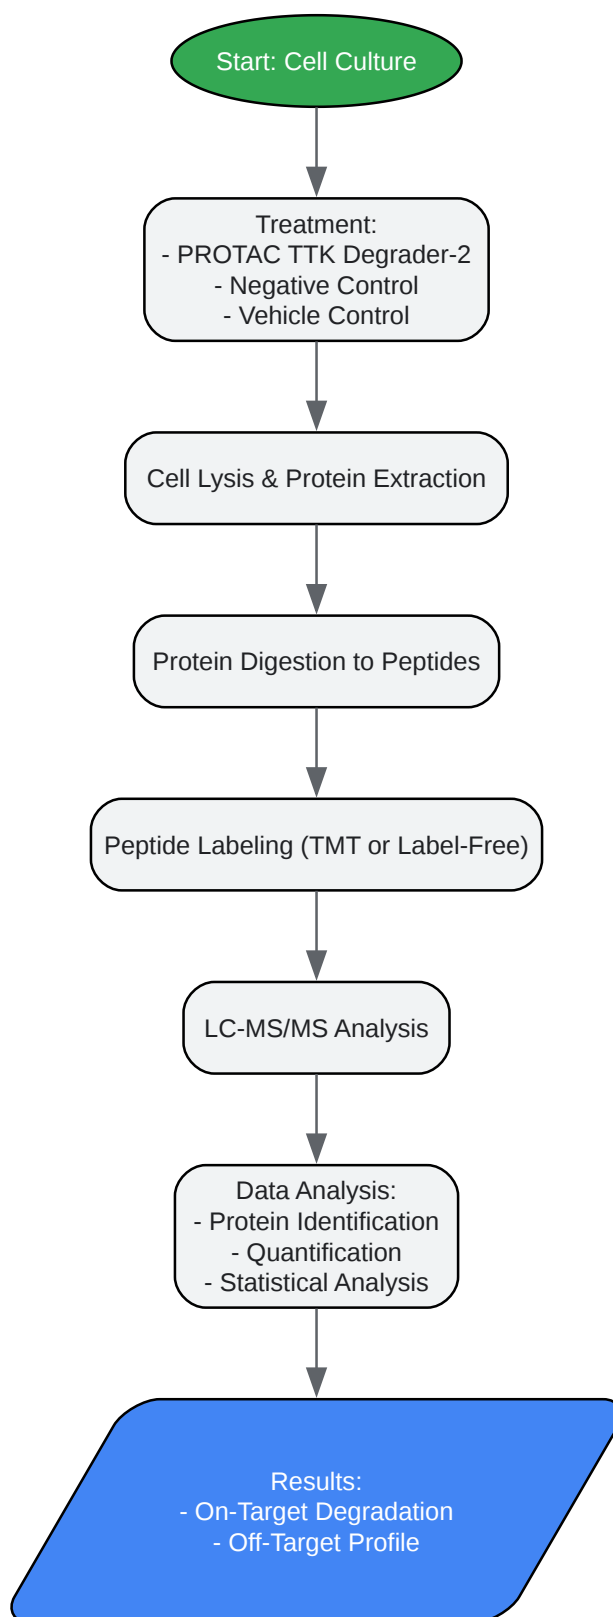 Start: Cell Culture
Treatment:
- PROTAC TTK Degrader-2
- Negative Control
- Vehicle Control
Cell Lysis & Protein Extraction
Protein Digestion to Peptides
Peptide Labeling (TMT or Label-Free)
LC-MS/MS Analysis
Data Analysis:
- Protein Identification
- Quantification
- Statistical Analysis
Results:
- On-Target Degradation
- Off-Target Profile